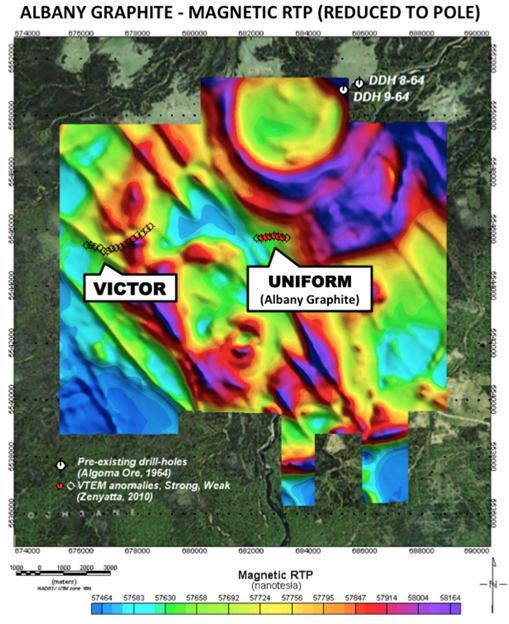 ALBANY GRAPHITE - MAGNETIC RTP (REDUCED TO POLE)
674000 676000 678000 680000 682000 684000 686000 688000 690000
DDH 8-64
DDH 9-64
VICTOR
UNIFORM
(Albany Graphite)
Pre-existing drill-holes
(Algoma Ore, 1964)
VTEM anomalies, Strong, Weak
(Zenyatta, 2010)
674000 676000 678000 680000 682000 684000 686000 688000 690000
1000 0 1000 2000 3000
(meters)
NAD83 / UTM zone 16N
N
Magnetic RTP
(nanotesla)
57464 57583 57630 57658 57692 57724 57756 57795 57847 57914 58004 58164